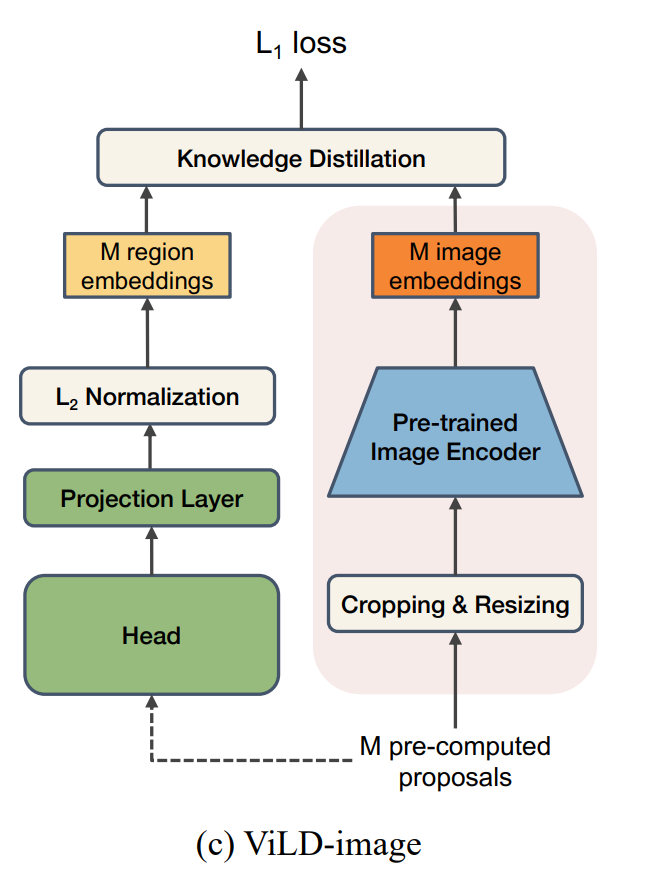 L₁ loss
Knowledge Distillation
M region
embeddings
M image
embeddings
L₂ Normalization
Pre-trained
Image Encoder
Projection Layer
Cropping & Resizing
Head
M pre-computed
proposals
(c) ViLD-image